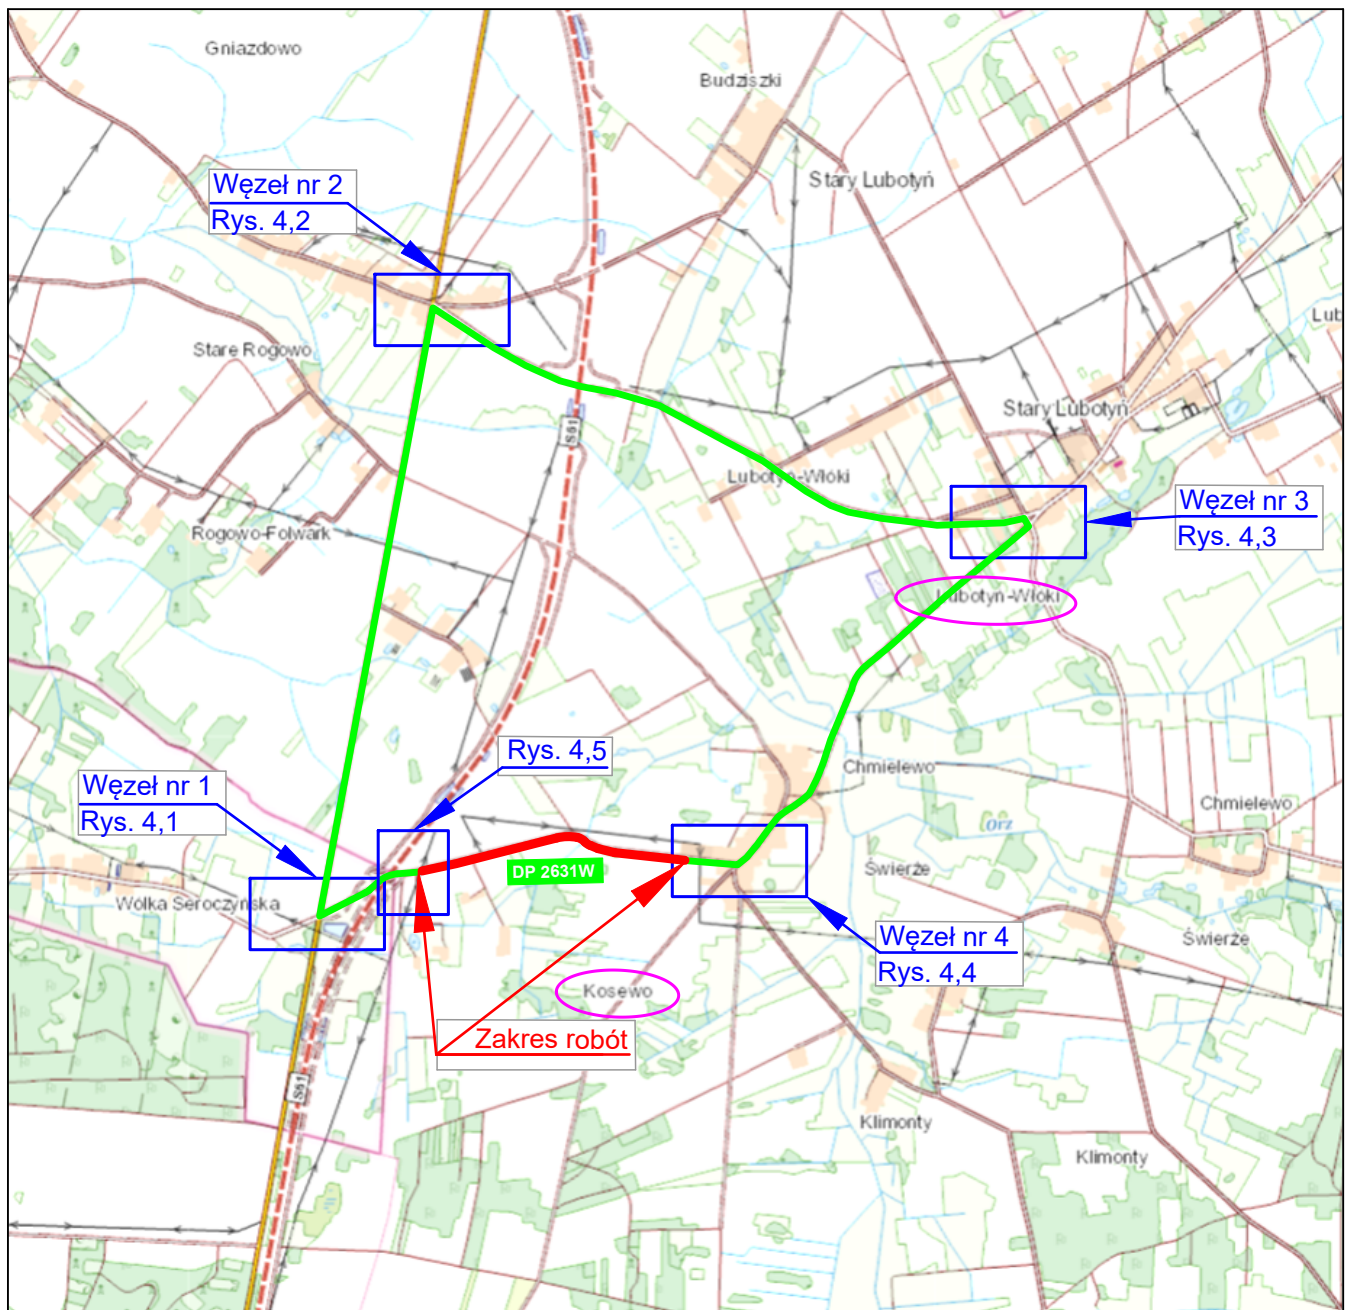 Gniazdowo
Budziszki
Węzeł nr 2
Rys. 4,2
Stary Lubotyń
Lub
Stare Rogowo
Stary Lubotyń
S61
Lubotyń-Włóki
Węzeł nr 3
Rys. 4,3
Rogowo-Folwark
Lubotyń-Włóki
Rys. 4,5
Węzeł nr 1
Rys. 4,1
Chmielewo
Chmielewo
Orz
DP 2631W
Świerże
Wólka Seroczyńska
Węzeł nr 4
Rys. 4,4
Świerże
Kosewo
Zakres robót
S61
Klimonty
Klimonty